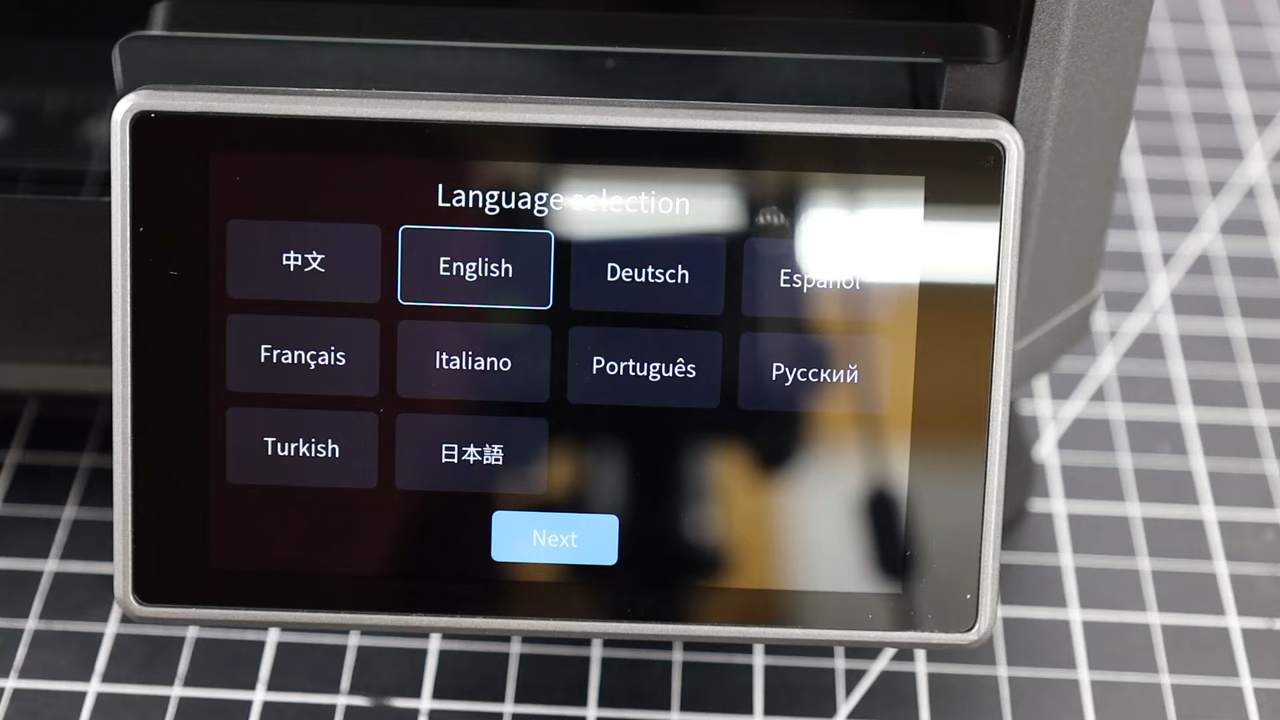 Language selection
中文
English
Deutsch
Español
Français
Italiano
Português
Русский
Turkish
日本語
Next